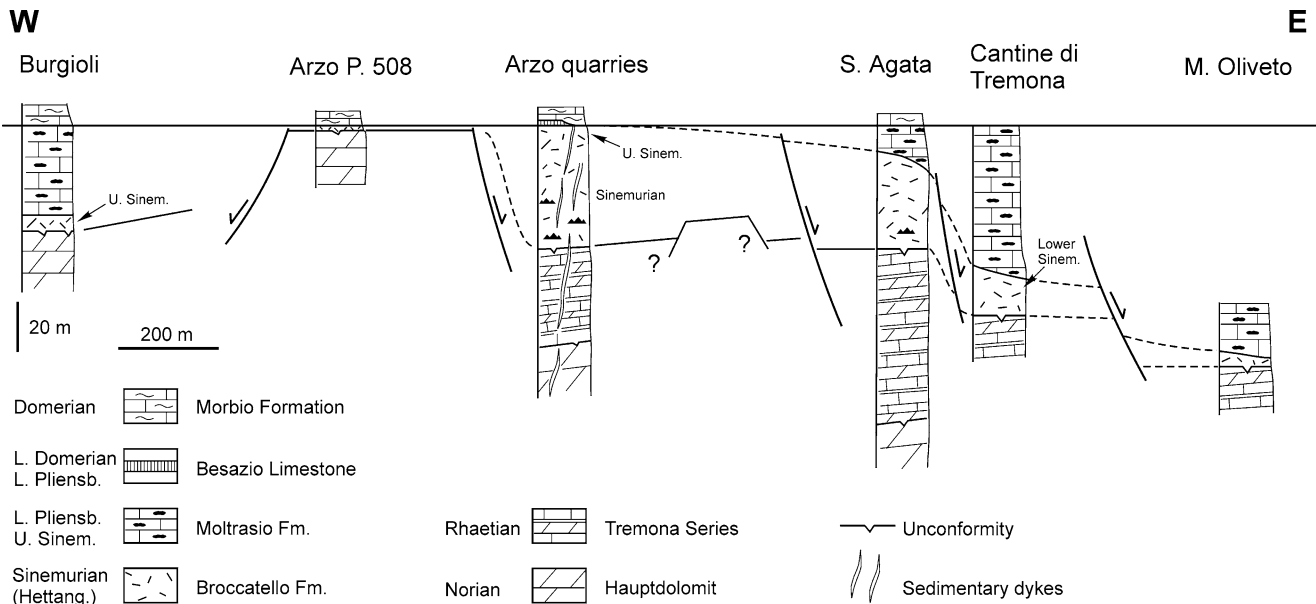 W
E
Burgioli
Arzo P. 508
Arzo quarries
S. Agata
Cantine di
Tremona
M. Oliveto
U. Sinem.
U. Sinem.
Sinemurian
?
?
Lower
Sinem.
20 m
200 m
Domerian
Morbio Formation
L. Domerian
L. Pliensb.
Besazio Limestone
L. Pliensb.
U. Sinem.
Moltrasio Fm.
Sinemurian
(Hettang.)
Broccatello Fm.
Rhaetian
Tremona Series
Norian
Hauptdolomit
Unconformity
Sedimentary dykes